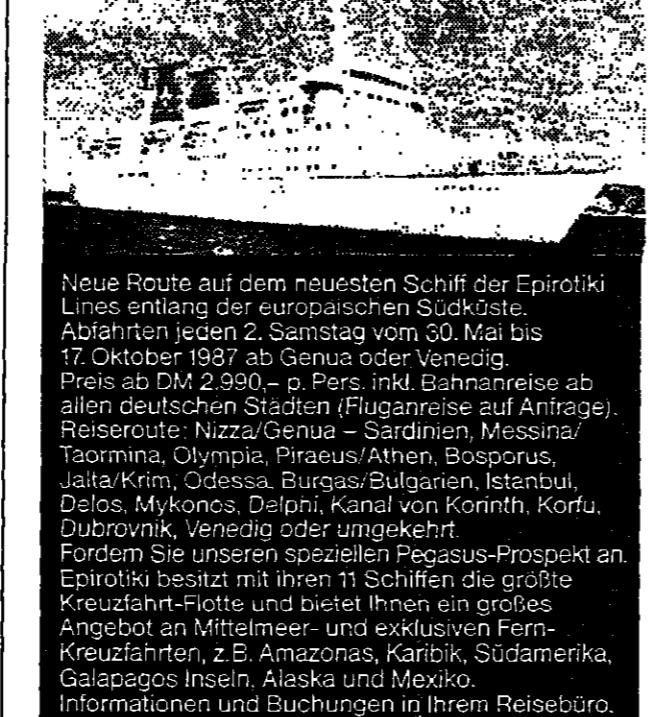 Neue Route auf dem neuesten Schiff der Epirotiki
Lines entlang der europäischen Südküste.
Abfahrten jeden 2. Samstag vom 30. Mai bis
17. Oktober 1987 ab Genua oder Venedig.
Preis ab DM 2.990,– p. Pers. inkl. Bahnanreise ab
allen deutschen Städten (Fluganreise auf Anfrage).
Reiseroute: Nizza/Genua – Sardinien, Messina/
Taormina, Olympia, Piraeus/Athen, Bosporus,
Jalta/Krim, Odessa, Burgas/Bulgarien, Istanbul,
Delos, Mykonos, Delphi, Kanal von Korinth, Korfu,
Dubrovnik, Venedig oder umgekehrt.
Fordern Sie unseren speziellen Pegasus-Prospekt an.
Epirotiki besitzt mit ihren 11 Schiffen die größte
Kreuzfahrt-Flotte und bietet Ihnen ein großes
Angebot an Mittelmeer- und exklusiven Fern-
Kreuzfahrten, z.B. Amazonas, Karibik, Südamerika,
Galapagos Inseln, Alaska und Mexiko.
Informationen und Buchungen in Ihrem Reisebüro.